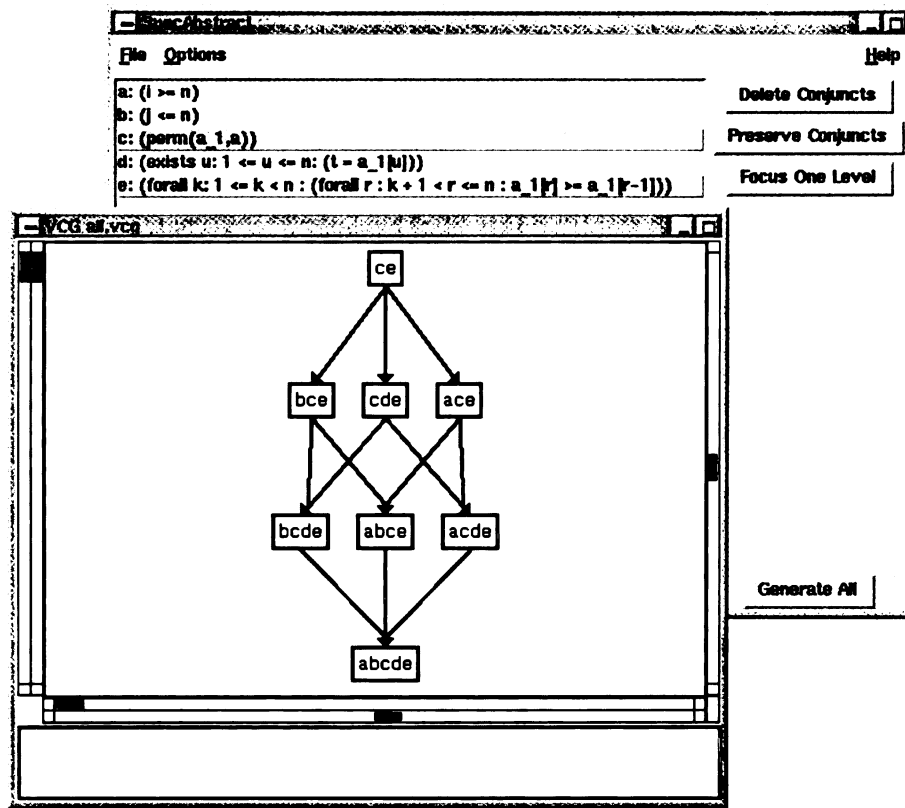 SpecAbstract
File Options Help
a: (i >= n)
b: (j <= n)
c: (perm(a_1,a))
d: (exists u: 1 <= u <= n: (t = a_1[u]))
e: (forall k: 1 <= k < n : (forall r : k + 1 < r <= n : a_1[r] >= a_1[r-1]))
Delete Conjuncts
Preserve Conjuncts
Focus One Level
VCG all.vcg
ce
bce cde ace
bcde abce acde
abcde
Generate All